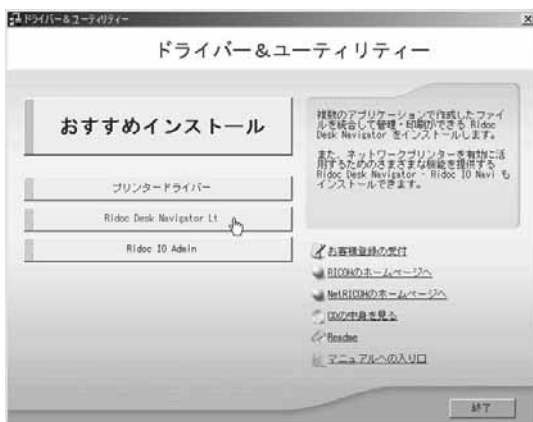 ドライバー&ユーティリティー
ドライバー&ユーティリティー
おすすめインストール
プリンタードライバー
Ridoc Desk Navigator Lt
Ridoc IO Admin
複数のアプリケーションで作成したファイ
ルを統合して管理・印刷ができる Ridoc
Desk Navigator をインストールします。
また、ネットワークプリンターを有効に活
用するためのさまざまな機能を提供する
Ridoc Desk Navigator - Ridoc IO Navi も
インストールできます。
お客様登録の受付
RICOHのホームページへ
NetRICOHのホームページへ
CDの中身を見る
Readme
マニュアルへの入り口
終了